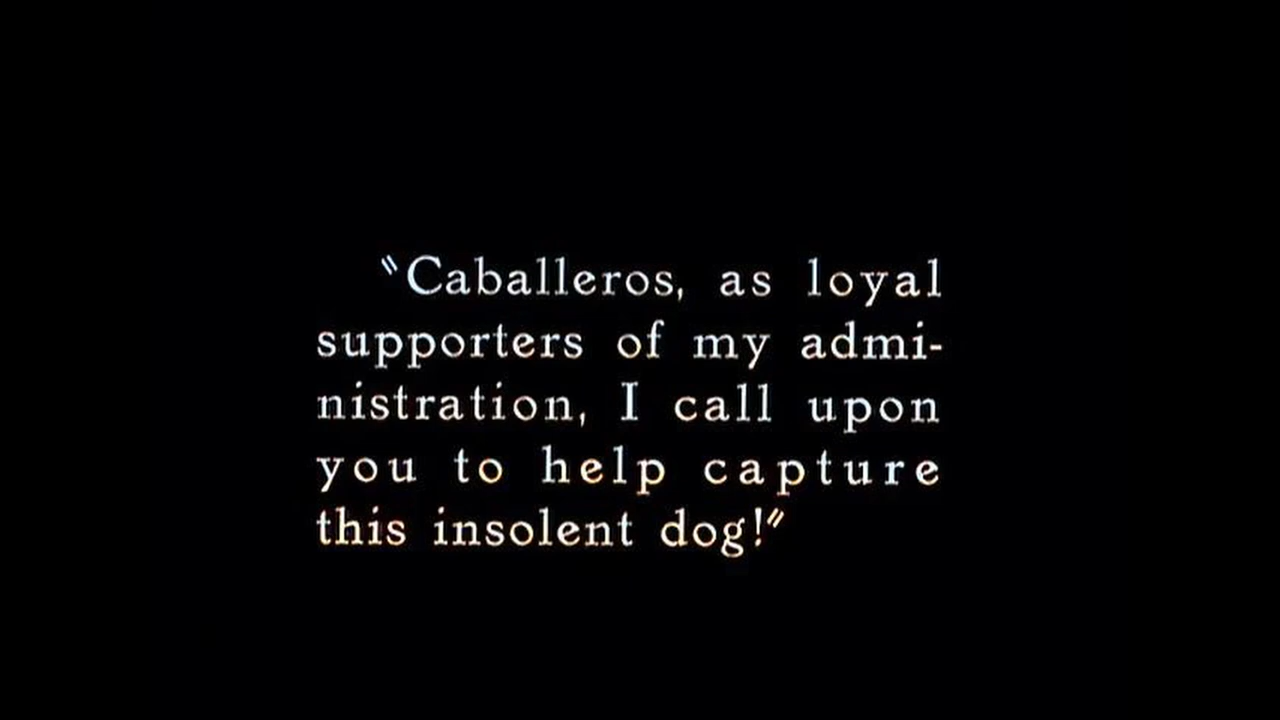 "Caballeros, as loyal
supporters of my admi-
nistration, I call upon
you to help capture
this insolent dog!"